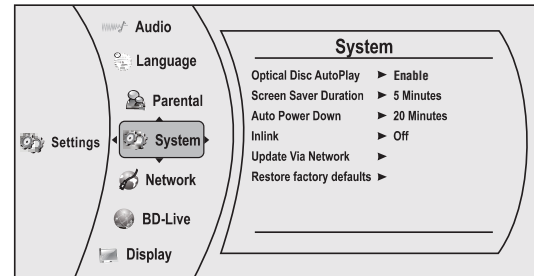 Settings
Audio
Language
Parental
System
Network
BD-Live
Display
System
Optical Disc AutoPlay ► Enable
Screen Saver Duration ► 5 Minutes
Auto Power Down ► 20 Minutes
Inlink ► Off
Update Via Network ►
Restore factory defaults ►